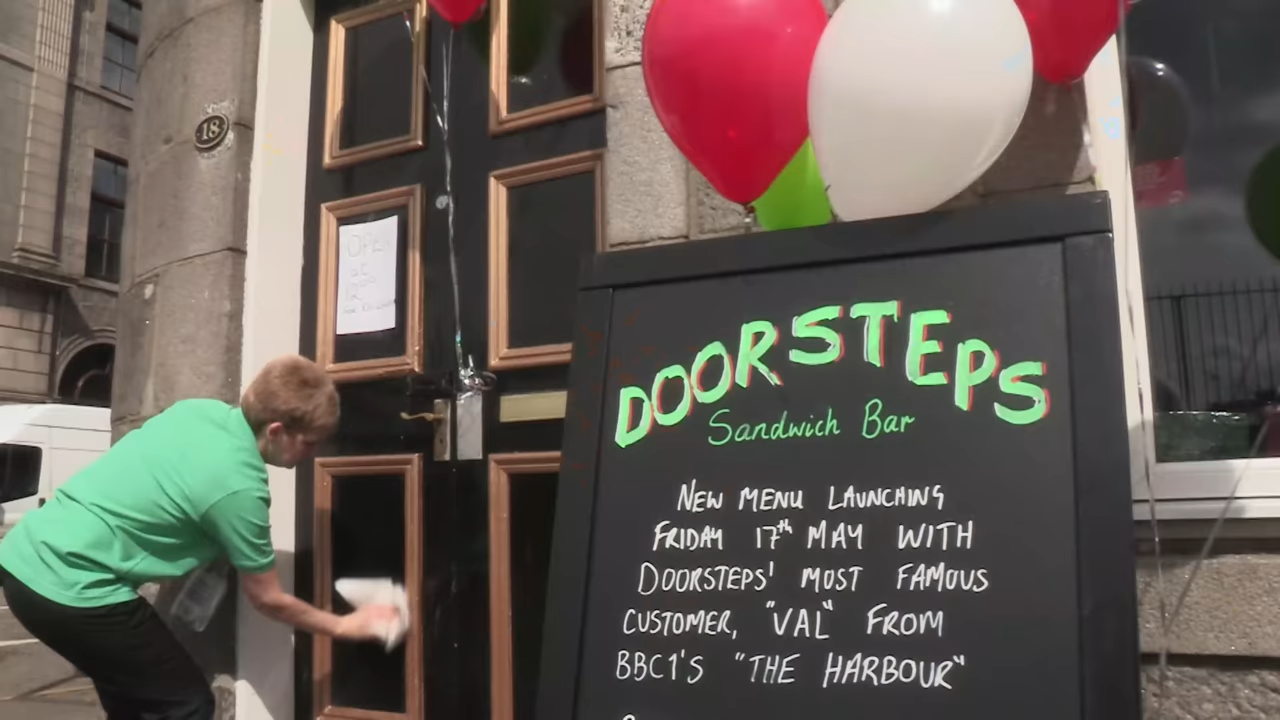 18
OPEN
DOORSTEPS
Sandwich Bar
NEW MENU LAUNCHING
FRIDAY 17th MAY WITH
DOORSTEPS' MOST FAMOUS
CUSTOMER, "VAL" FROM
BBC1'S "THE HARBOUR"